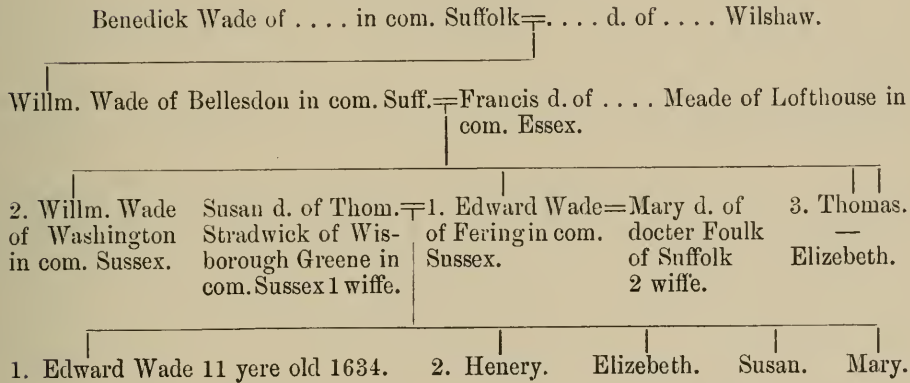 Benedick Wade of . . . . in com. Suffolk=. . . . d. of . . . . Wilshaw.
Willm. Wade of Bellesdon in com. Suff.=Francis d. of . . . . Meade of Lofthouse in
com. Essex.
2. Willm. Wade
of Washington
in com. Sussex.
Susan d. of Thom.=
Stradwick of Wis-
borough Greene in
com. Sussex 1 wiffe.
1. Edward Wade=
of Fering in com.
Sussex.
Mary d. of
docter Foulk
of Suffolk
2 wiffe.
3. Thomas.
—
Elizebeth.
1. Edward Wade 11 yere old 1634. 2. Henery. Elizebeth. Susan. Mary.